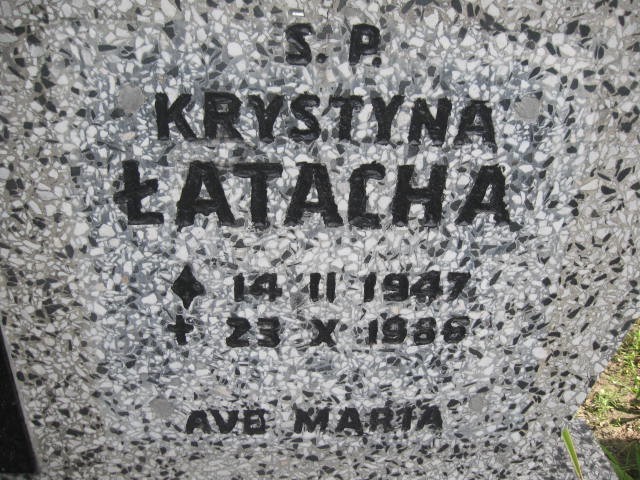 Ś. P.
KRYSTYNA
ŁATACHA
14 II 1947
✝ 23 X 1986
AVE MARIA